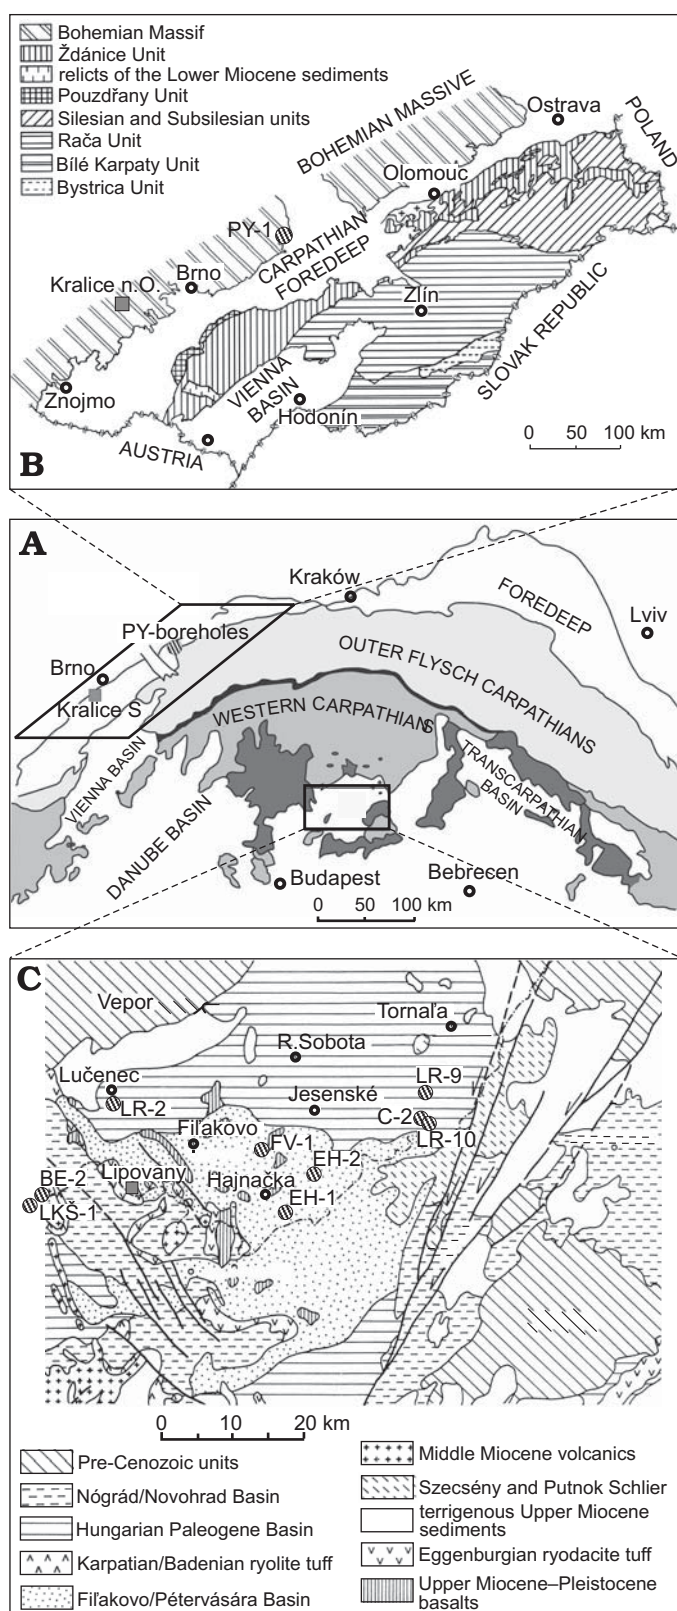 Bohemian Massif
Ždánice Unit
relicts of the Lower Miocene sediments
Pouzdřany Unit
Silesian and Subsilesian units
Rača Unit
Bílé Karpaty Unit
Bystrica Unit
BOHEMIAN MASSIVE
Ostrava
POLAND
Olomouc
PY-1
CARPATHIAN
FOREDEEP
Kralice n.O.
Brno
Zlín
SLOVAK REPUBLIC
VIENNA
BASIN
Znojmo
Hodonín
AUSTRIA
0 50 100 km
B
A
Kraków
FOREDEEP
Lviv
PY-boreholes
OUTER FLYSCH CARPATHIANS
Brno
Kralice S
WESTERN CARPATHIANS
VIENNA BASIN
TRANSCARPATHIAN
BASIN
DANUBE BASIN
Budapest
Bebrecen
0 50 100 km
C
Vepor
Tornaľa
R.Sobota
Lučenec
LR-9
LR-2
Jesenské
C-2
Fiľakovo
FV-1
LR-10
EH-2
BE-2
Lipovany
Hajnačka
LKŠ-1
EH-1
0 10 20 km
Pre-Cenozoic units
Nógrád/Novohrad Basin
Hungarian Paleogene Basin
Karpatian/Badenian ryolite tuff
Fiľakovo/Pétervására Basin
Middle Miocene volcanics
Szecsény and Putnok Schlier
terrigenous Upper Miocene
sediments
Eggenburgian ryodacite tuff
Upper Miocene–Pleistocene
basalts